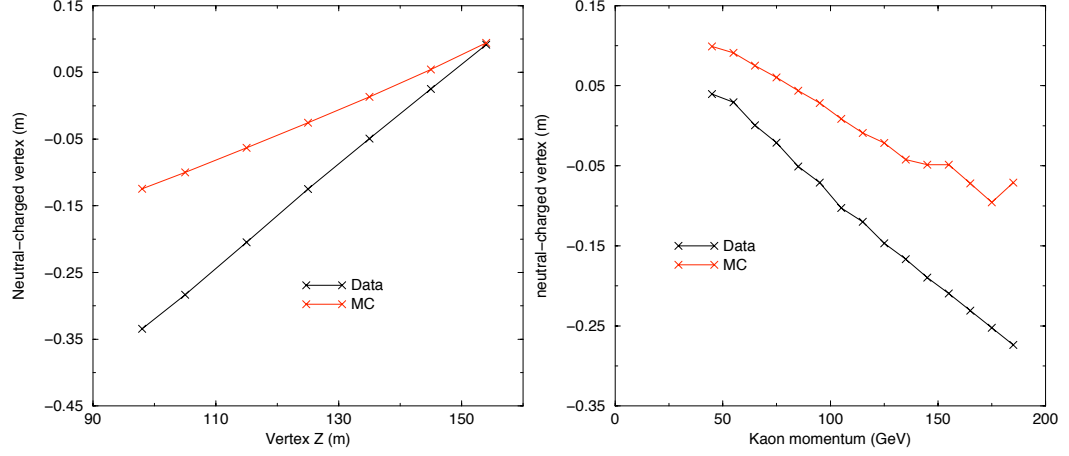 0.15
0.05
−0.05
−0.15
−0.25
−0.35
−0.45
Neutral−charged vertex (m)
90
110
130
150
Vertex Z (m)
Data
MC
0.15
0.05
−0.05
−0.15
−0.25
−0.35
neutral−charged vertex (m)
0
50
100
150
200
Kaon momentum (GeV)
Data
MC